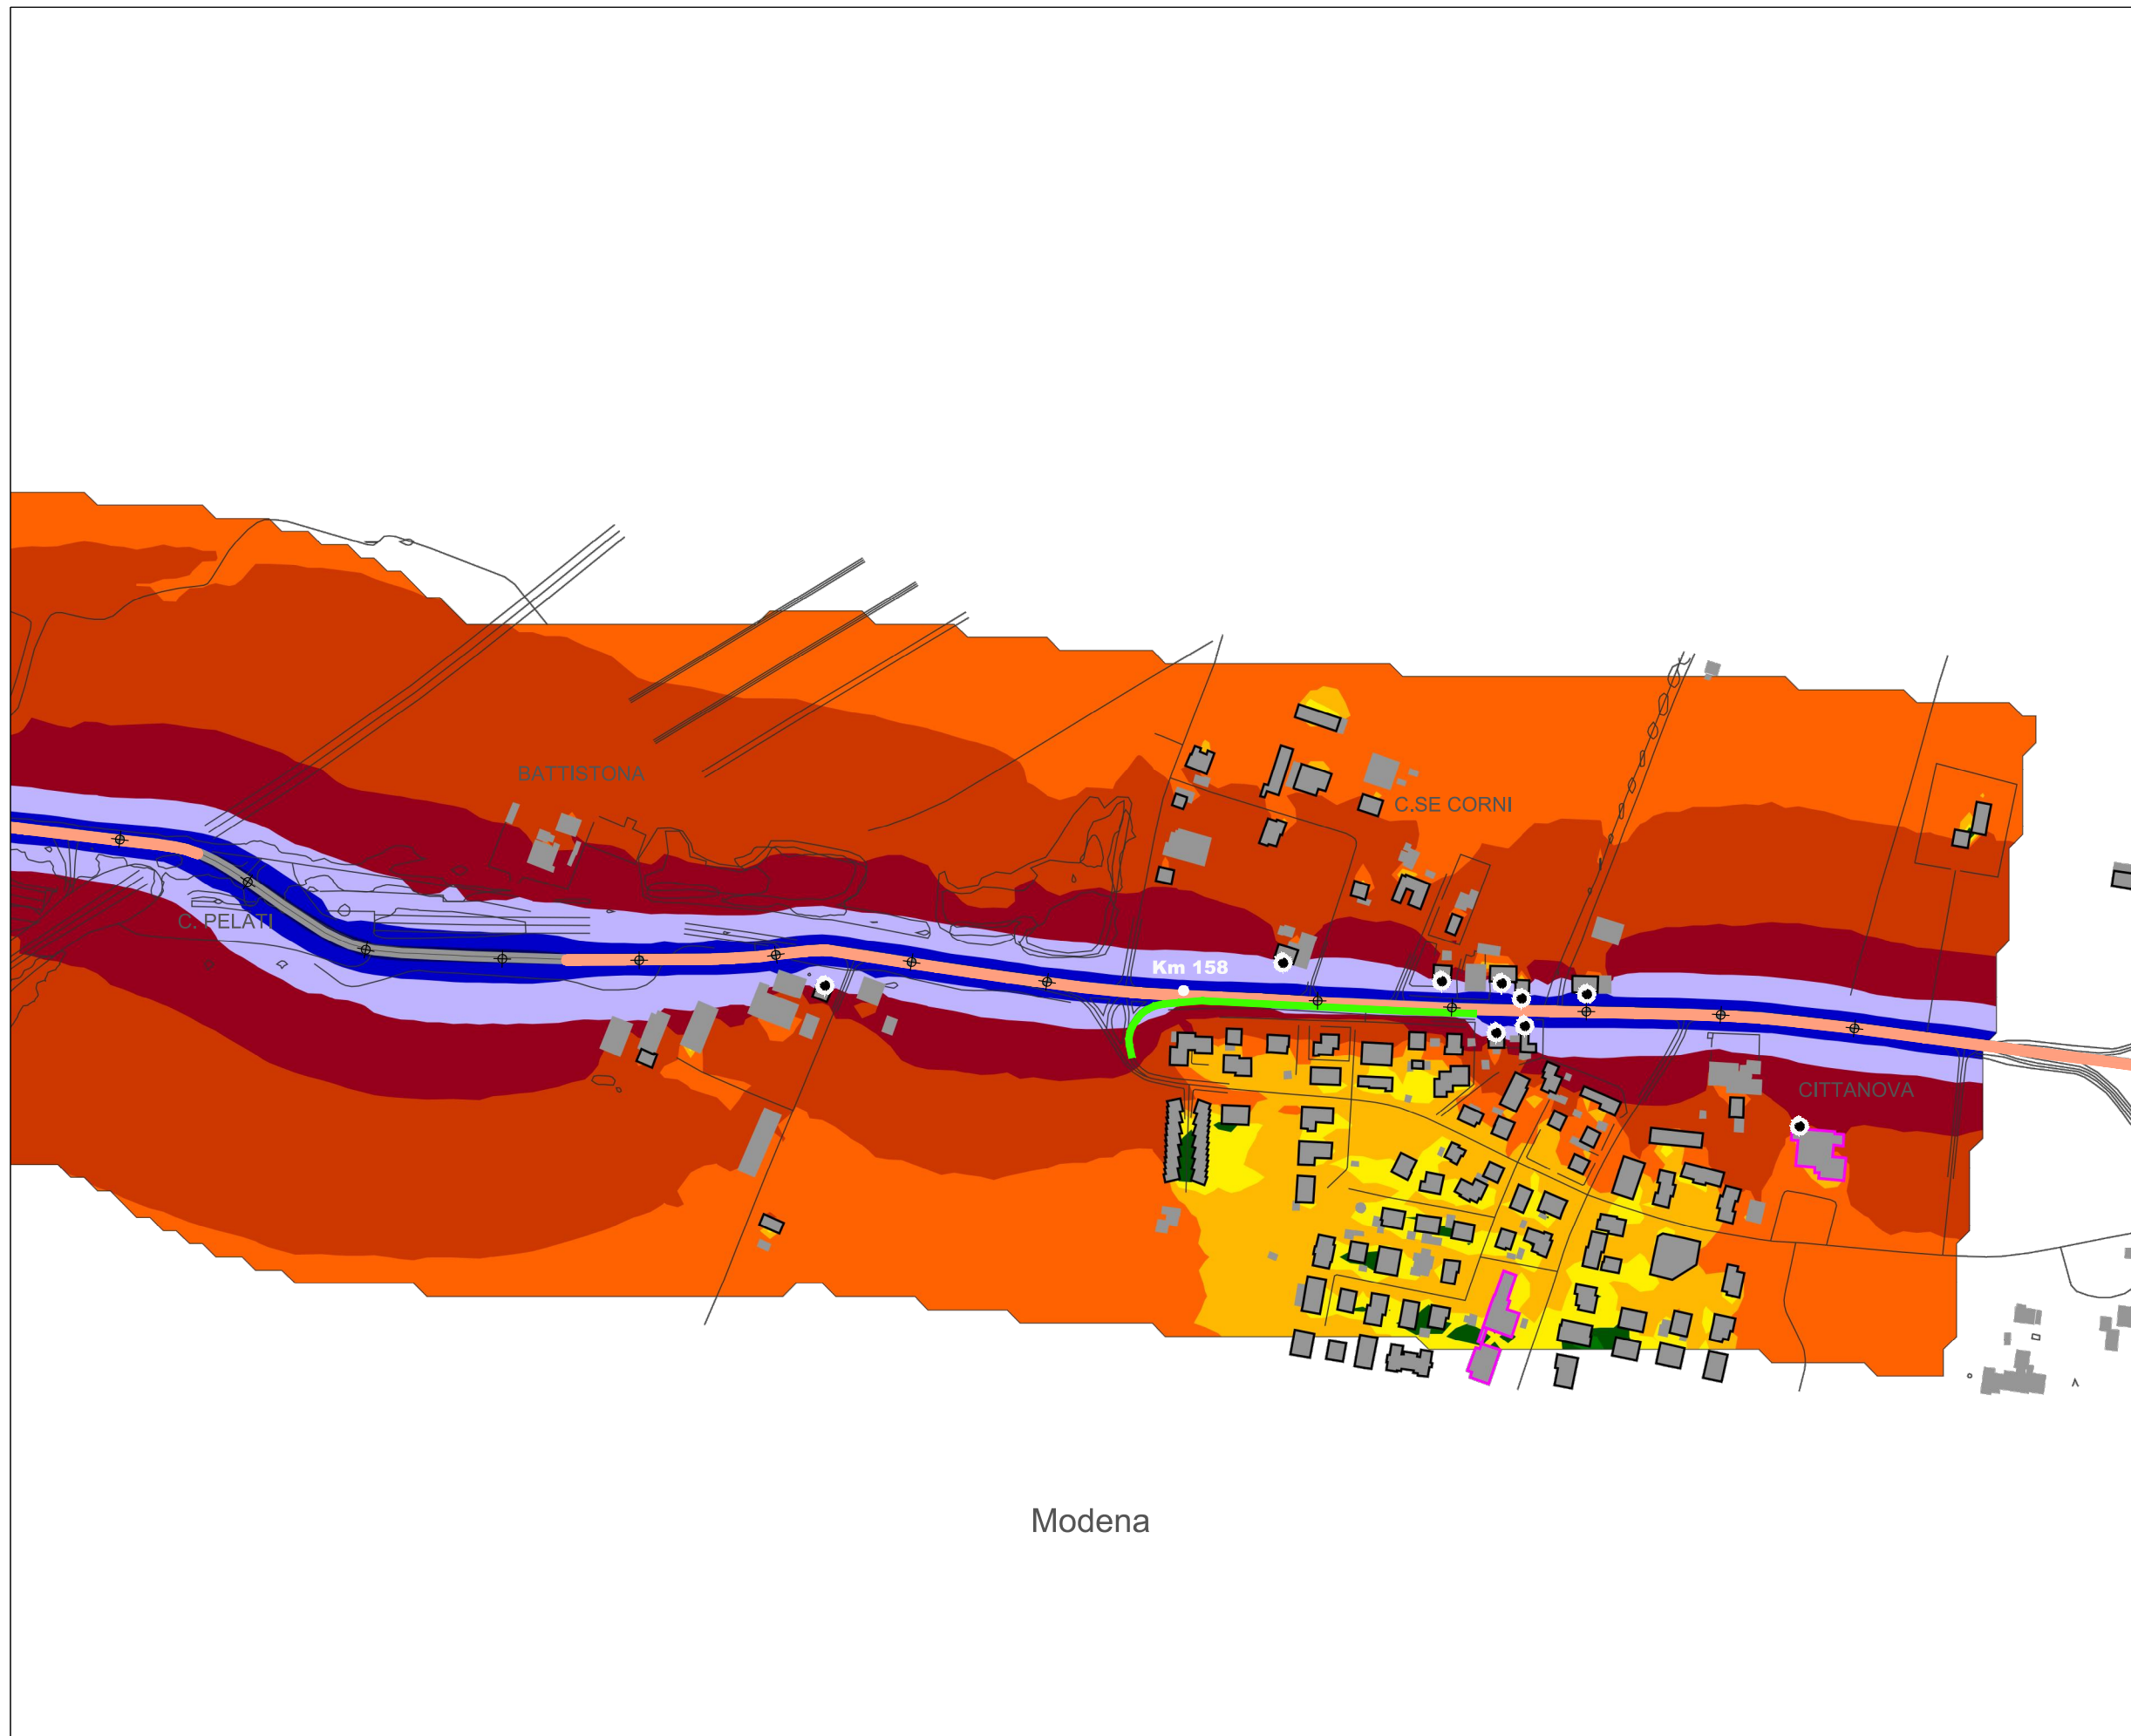 BATTISTONA
C.SE CORNI
C. PELATI
Km 158
CITTANOVA
Modena